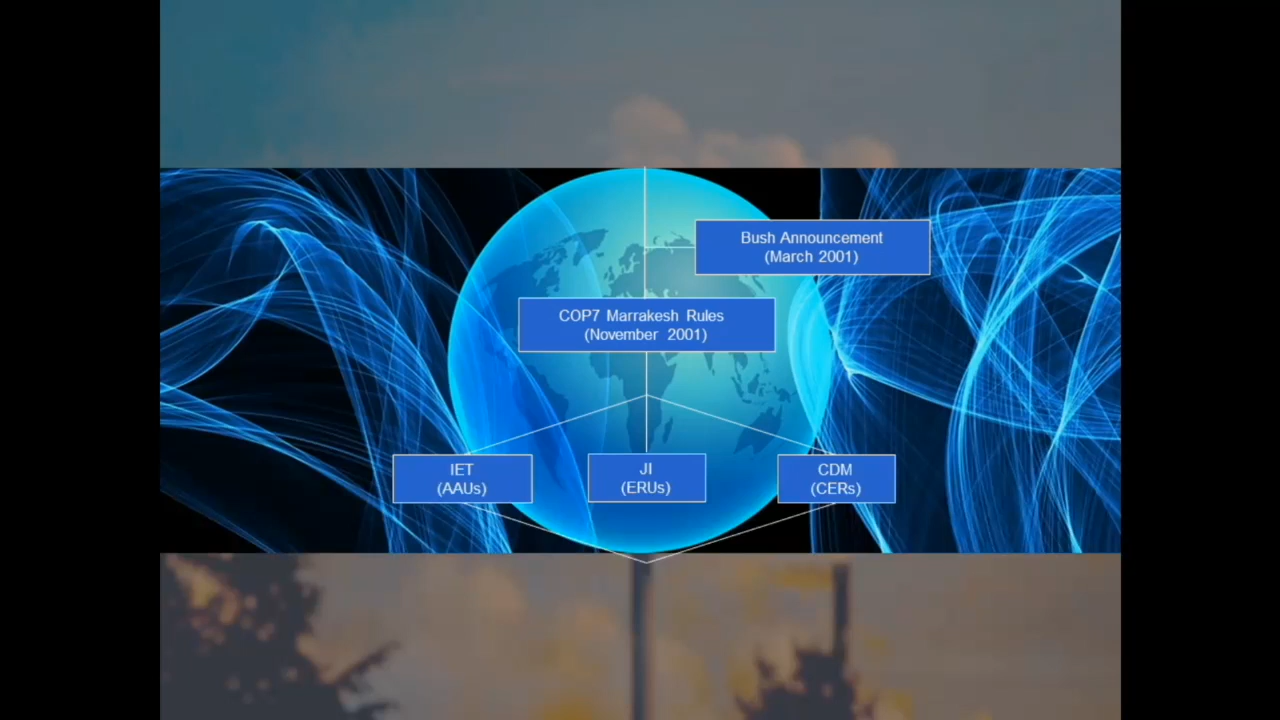 Bush Announcement
(March 2001)
COP7 Marrakesh Rules
(November 2001)
IET
(AAUs)
JI
(ERUs)
CDM
(CERs)